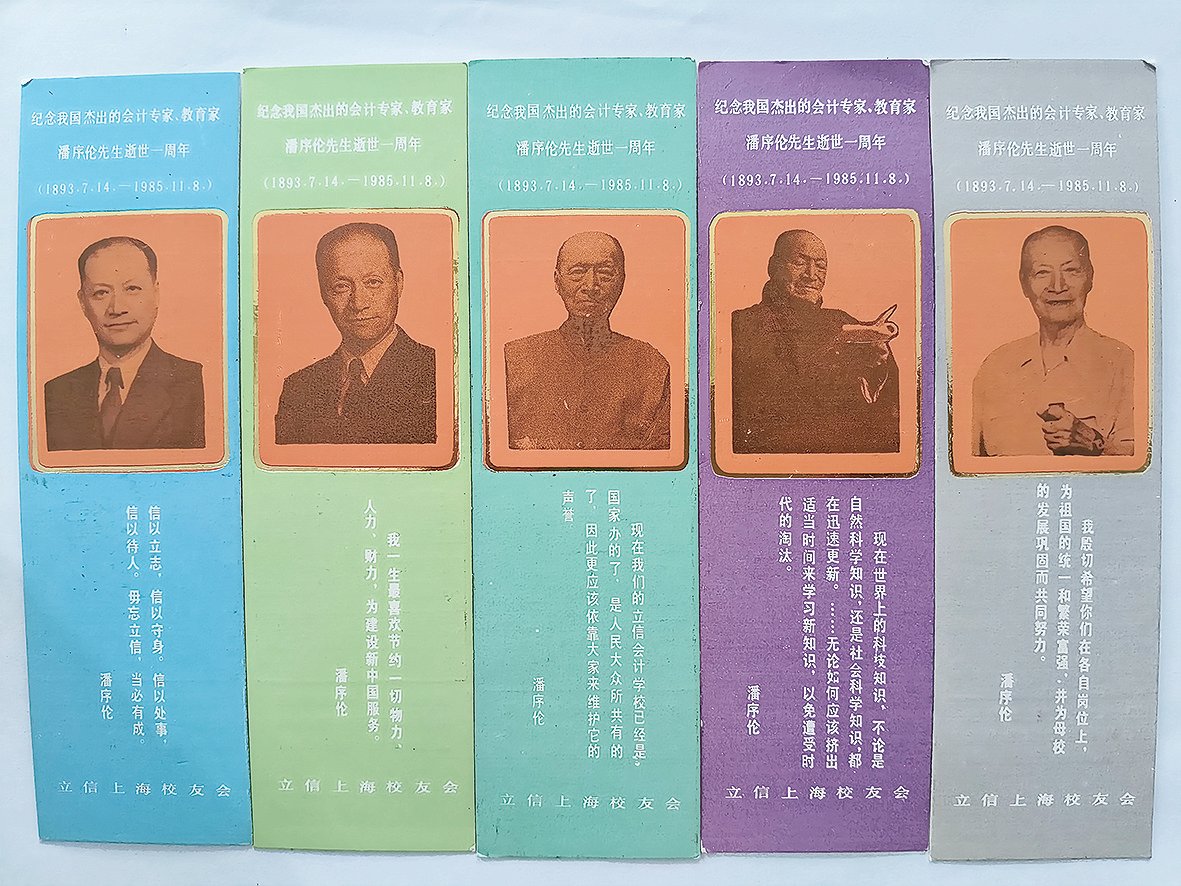 纪念我国杰出的会计专家、教育家
潘序伦先生逝世一周年
(1893.7.14.—1985.11.8.)
信以立志，信以守身。信以处事，
信以待人。毋忘立信，当必有成。
潘序伦
立信上海校友会
纪念我国杰出的会计专家、教育家
潘序伦先生逝世一周年
(1893.7.14.—1985.11.8.)
我一生最喜欢节约一切物力、
人力、财力，为建设新中国服务。
潘序伦
立信上海校友会
纪念我国杰出的会计专家、教育家
潘序伦先生逝世一周年
(1893.7.14.—1985.11.8.)
现在我们的立信会计学校已经是
国家办的了，是人民大众所共有的
了，因此更应该依靠大家来维护它的
声誉
潘序伦
立信上海校友会
纪念我国杰出的会计专家、教育家
潘序伦先生逝世一周年
(1893.7.14.—1985.11.8.)
现在世界上的科技知识，不论是
自然科学知识，还是社会科学知识，都
在迅速更新。……无论如何应该挤出
适当时间来学习新知识，以免遭受时
代的淘汰。
潘序伦
立信上海校友会
纪念我国杰出的会计专家、教育家
潘序伦先生逝世一周年
(1893.7.14.—1985.11.8.)
我殷切希望你们在各自岗位上，
为祖国的统一和繁荣富强，并为母校
的发展巩固而共同努力。
潘序伦
立信上海校友会